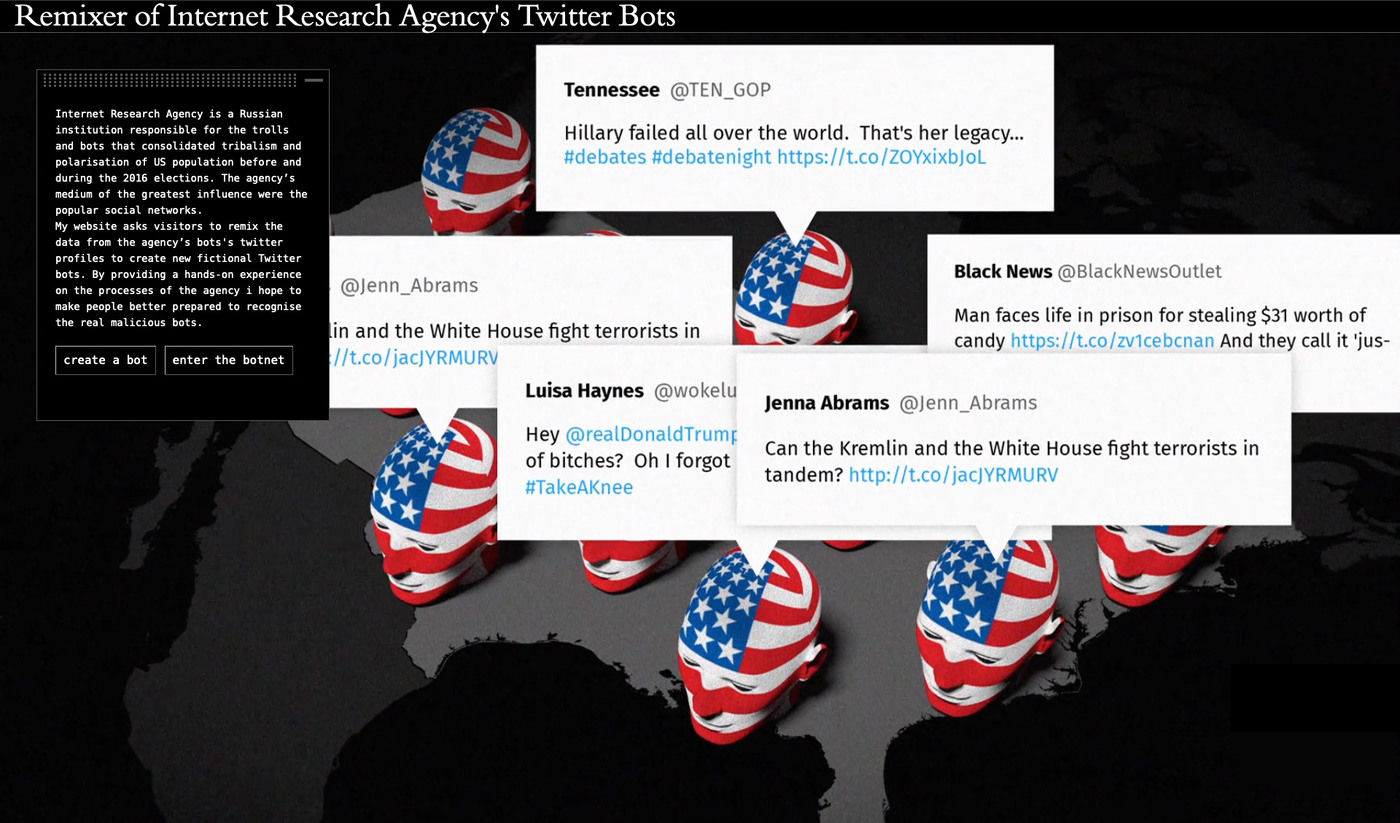 Remixer of Internet Research Agency's Twitter Bots
Internet Research Agency is a Russian
institution responsible for the trolls
and bots that consolidated tribalism and
polarisation of US population before and
during the 2016 elections. The agency's
medium of the greatest influence were the
popular social networks.
My website asks visitors to remix the
data from the agency's bots's twitter
profiles to create new fictional Twitter
bots. By providing a hands-on experience
on the processes of the agency i hope to
make people better prepared to recognise
the real malicious bots.
create a bot enter the botnet
Tennessee @TEN_GOP
Hillary failed all over the world. That's her legacy...
#debates #debatenight https://t.co/ZOYxixbJoL
@Jenn_Abrams
lin and the White House fight terrorists in
://t.co/jacJYRMURV
Black News @BlackNewsOutlet
Man faces life in prison for stealing $31 worth of
candy https://t.co/zv1cebcnan And they call it 'jus-
Luisa Haynes @wokelu
Hey @realDonaldTrump
of bitches? Oh I forgot
#TakeAKnee
Jenna Abrams @Jenn_Abrams
Can the Kremlin and the White House fight terrorists in
tandem? http://t.co/jacJYRMURV